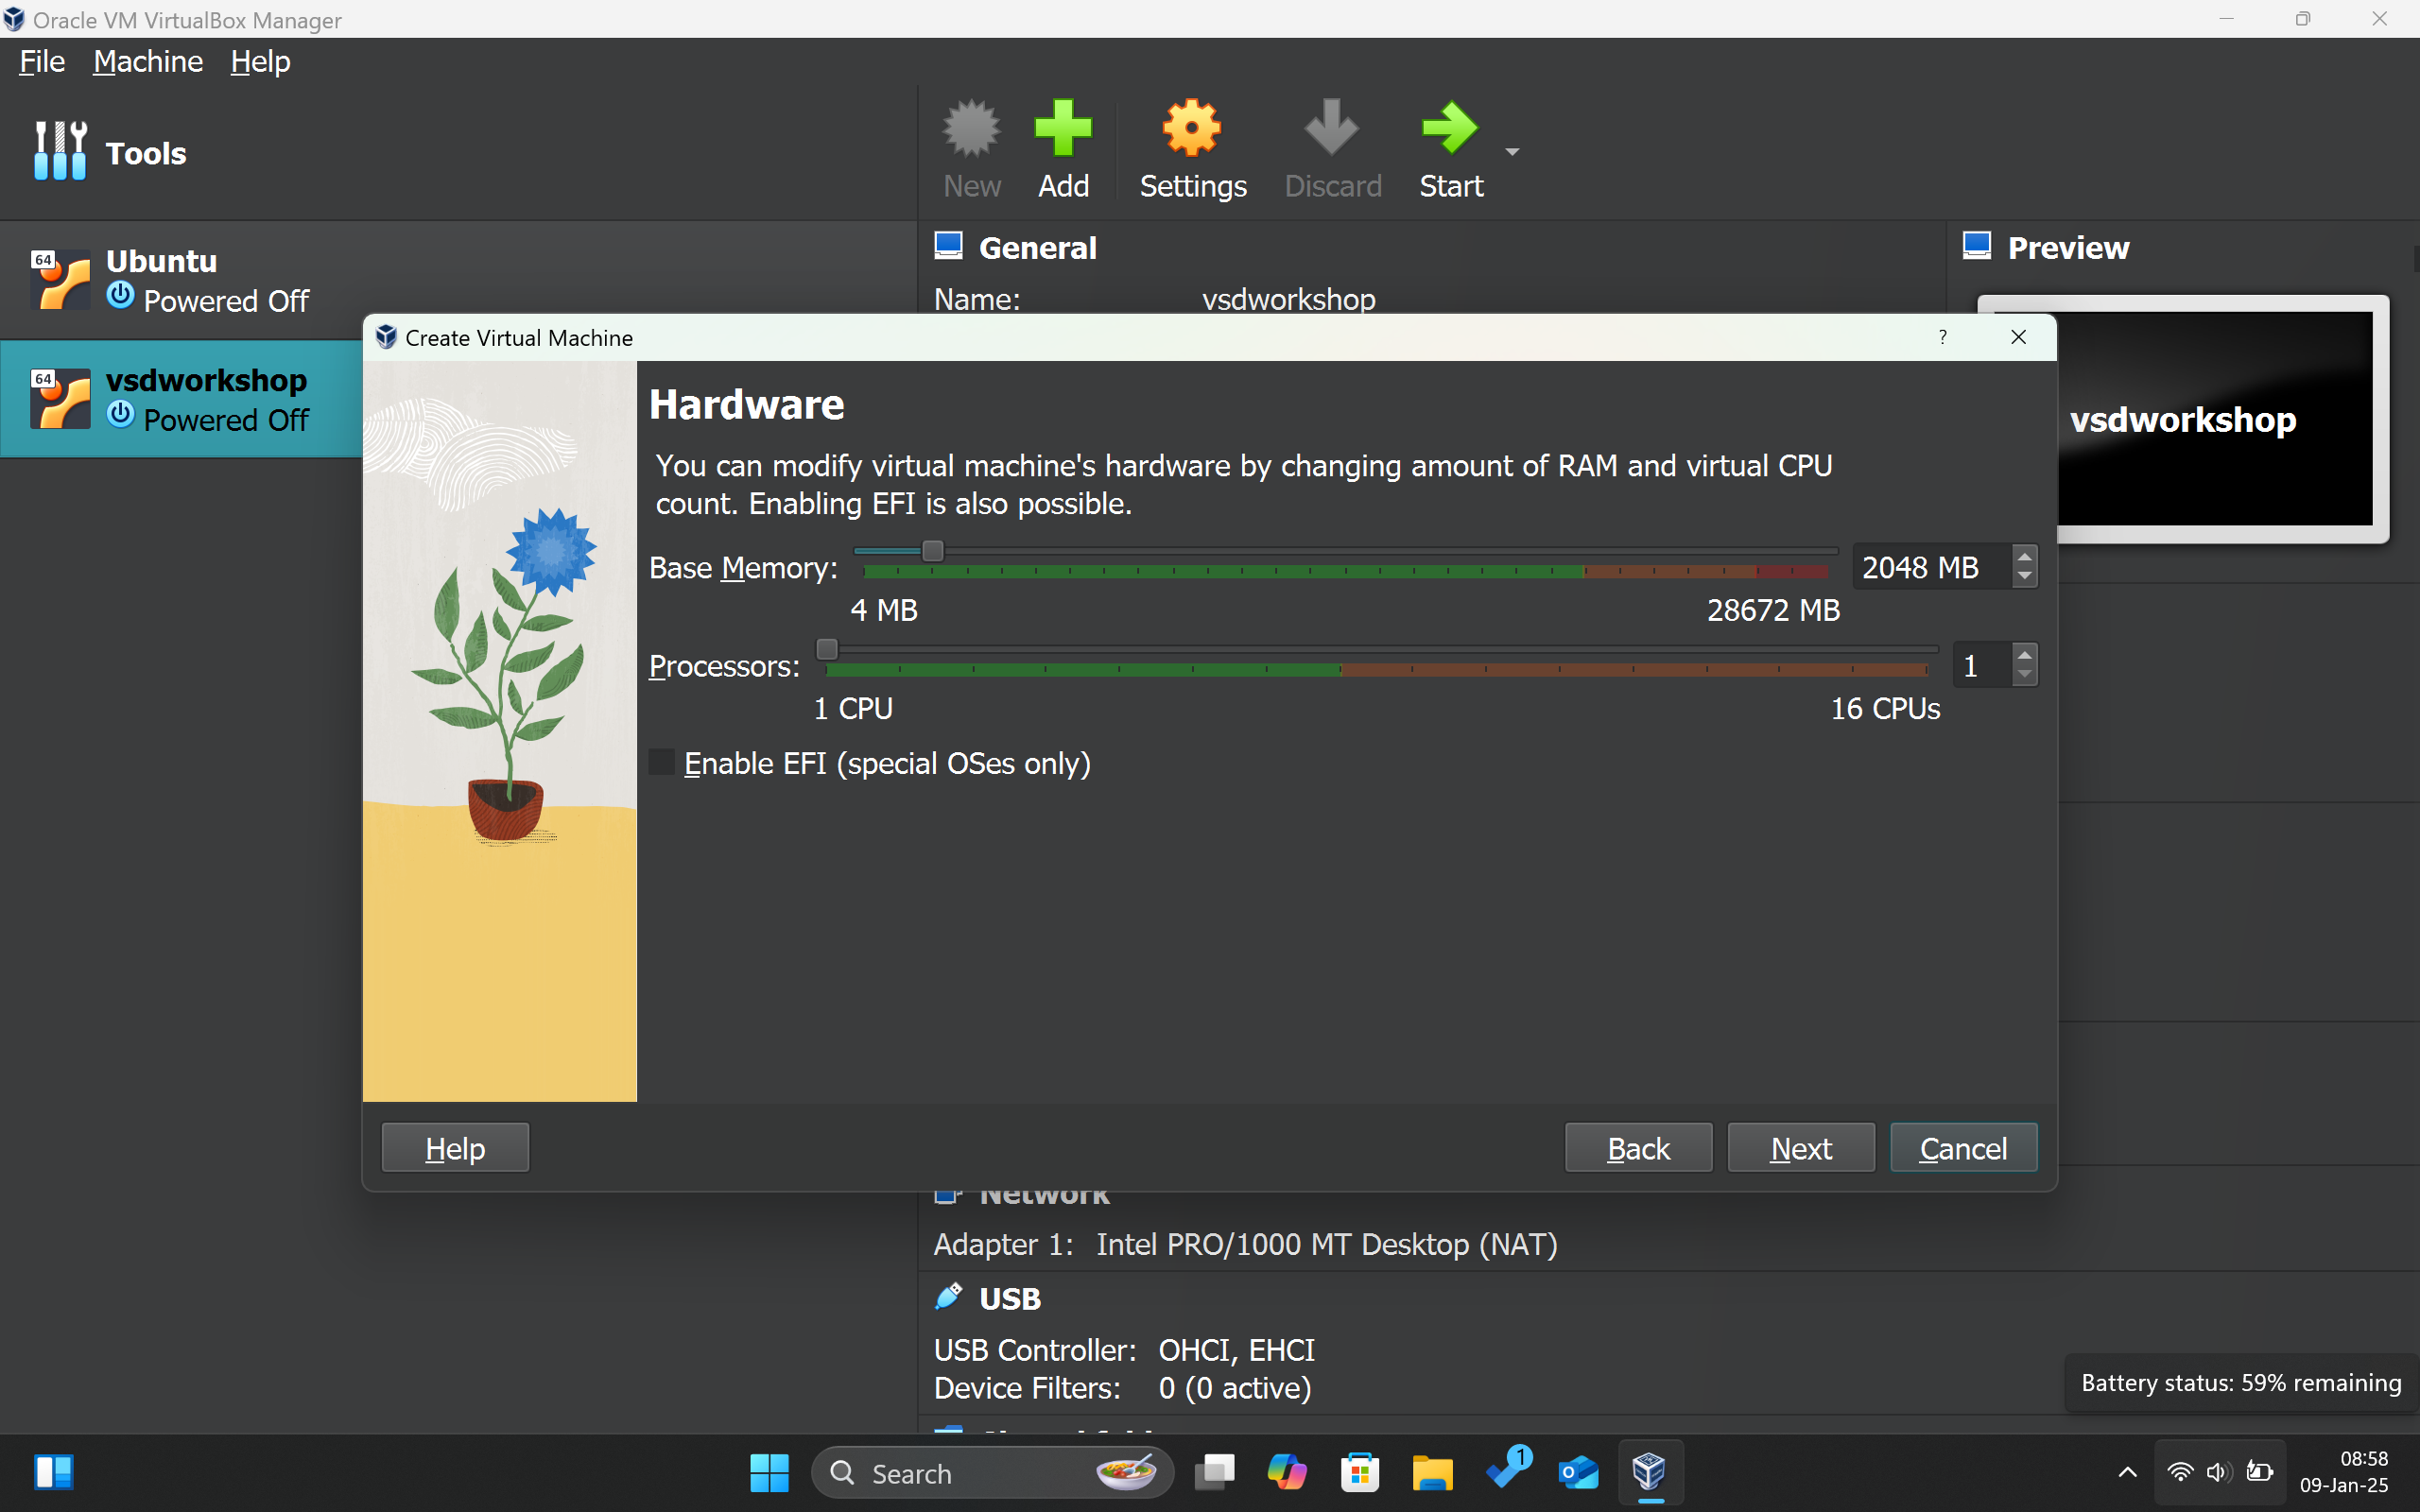 Oracle VM VirtualBox Manager
File Machine Help
Tools
New Add Settings Discard Start
64 Ubuntu
Powered Off
64 vsdworkshop
Powered Off
General
Name: vsdworkshop
Preview
vsdworkshop
Create Virtual Machine ?
Hardware
You can modify virtual machine's hardware by changing amount of RAM and virtual CPU
count. Enabling EFI is also possible.
Base Memory: 2048 MB
4 MB 28672 MB
Processors: 1
1 CPU 16 CPUs
Enable EFI (special OSes only)
Help Back Next Cancel
Network
Adapter 1: Intel PRO/1000 MT Desktop (NAT)
USB
USB Controller: OHCI, EHCI
Device Filters: 0 (0 active)
Battery status: 59% remaining
Search
1
08:58
09-Jan-25